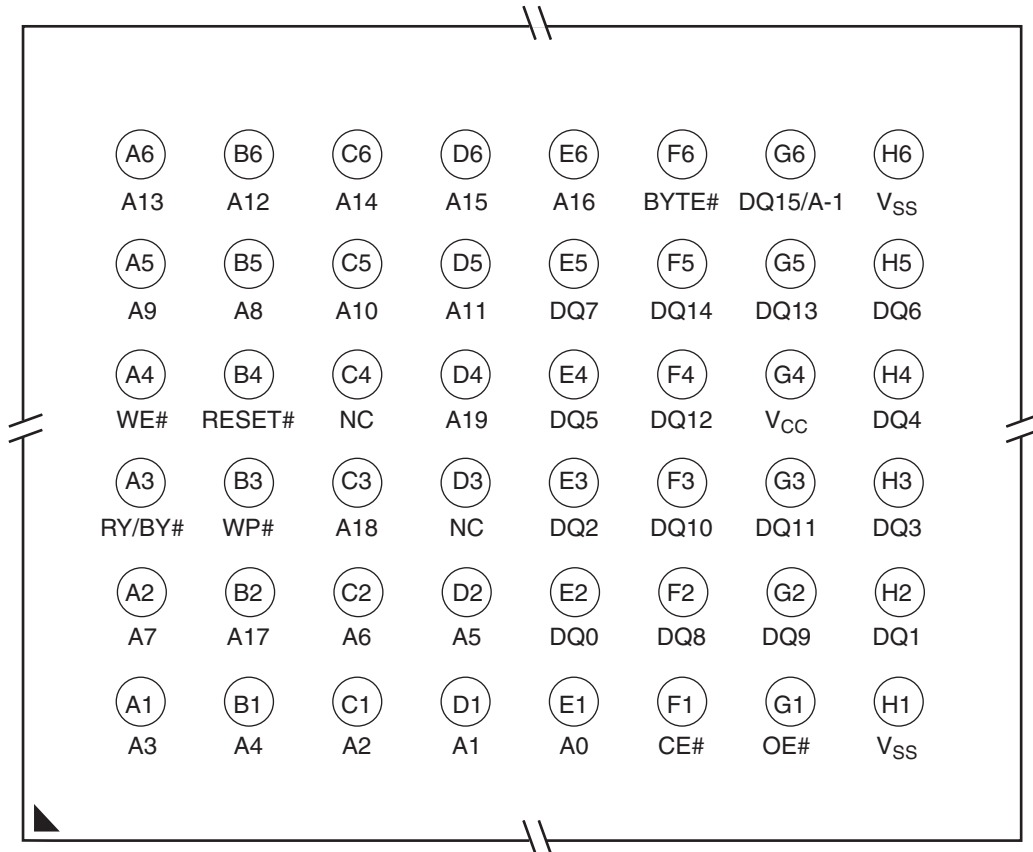 A6 B6 C6 D6 E6 F6 G6 H6
A13 A12 A14 A15 A16 BYTE# DQ15/A-1 VSS
A5 B5 C5 D5 E5 F5 G5 H5
A9 A8 A10 A11 DQ7 DQ14 DQ13 DQ6
A4 B4 C4 D4 E4 F4 G4 H4
WE# RESET# NC A19 DQ5 DQ12 VCC DQ4
A3 B3 C3 D3 E3 F3 G3 H3
RY/BY# WP# A18 NC DQ2 DQ10 DQ11 DQ3
A2 B2 C2 D2 E2 F2 G2 H2
A7 A17 A6 A5 DQ0 DQ8 DQ9 DQ1
A1 B1 C1 D1 E1 F1 G1 H1
A3 A4 A2 A1 A0 CE# OE# VSS